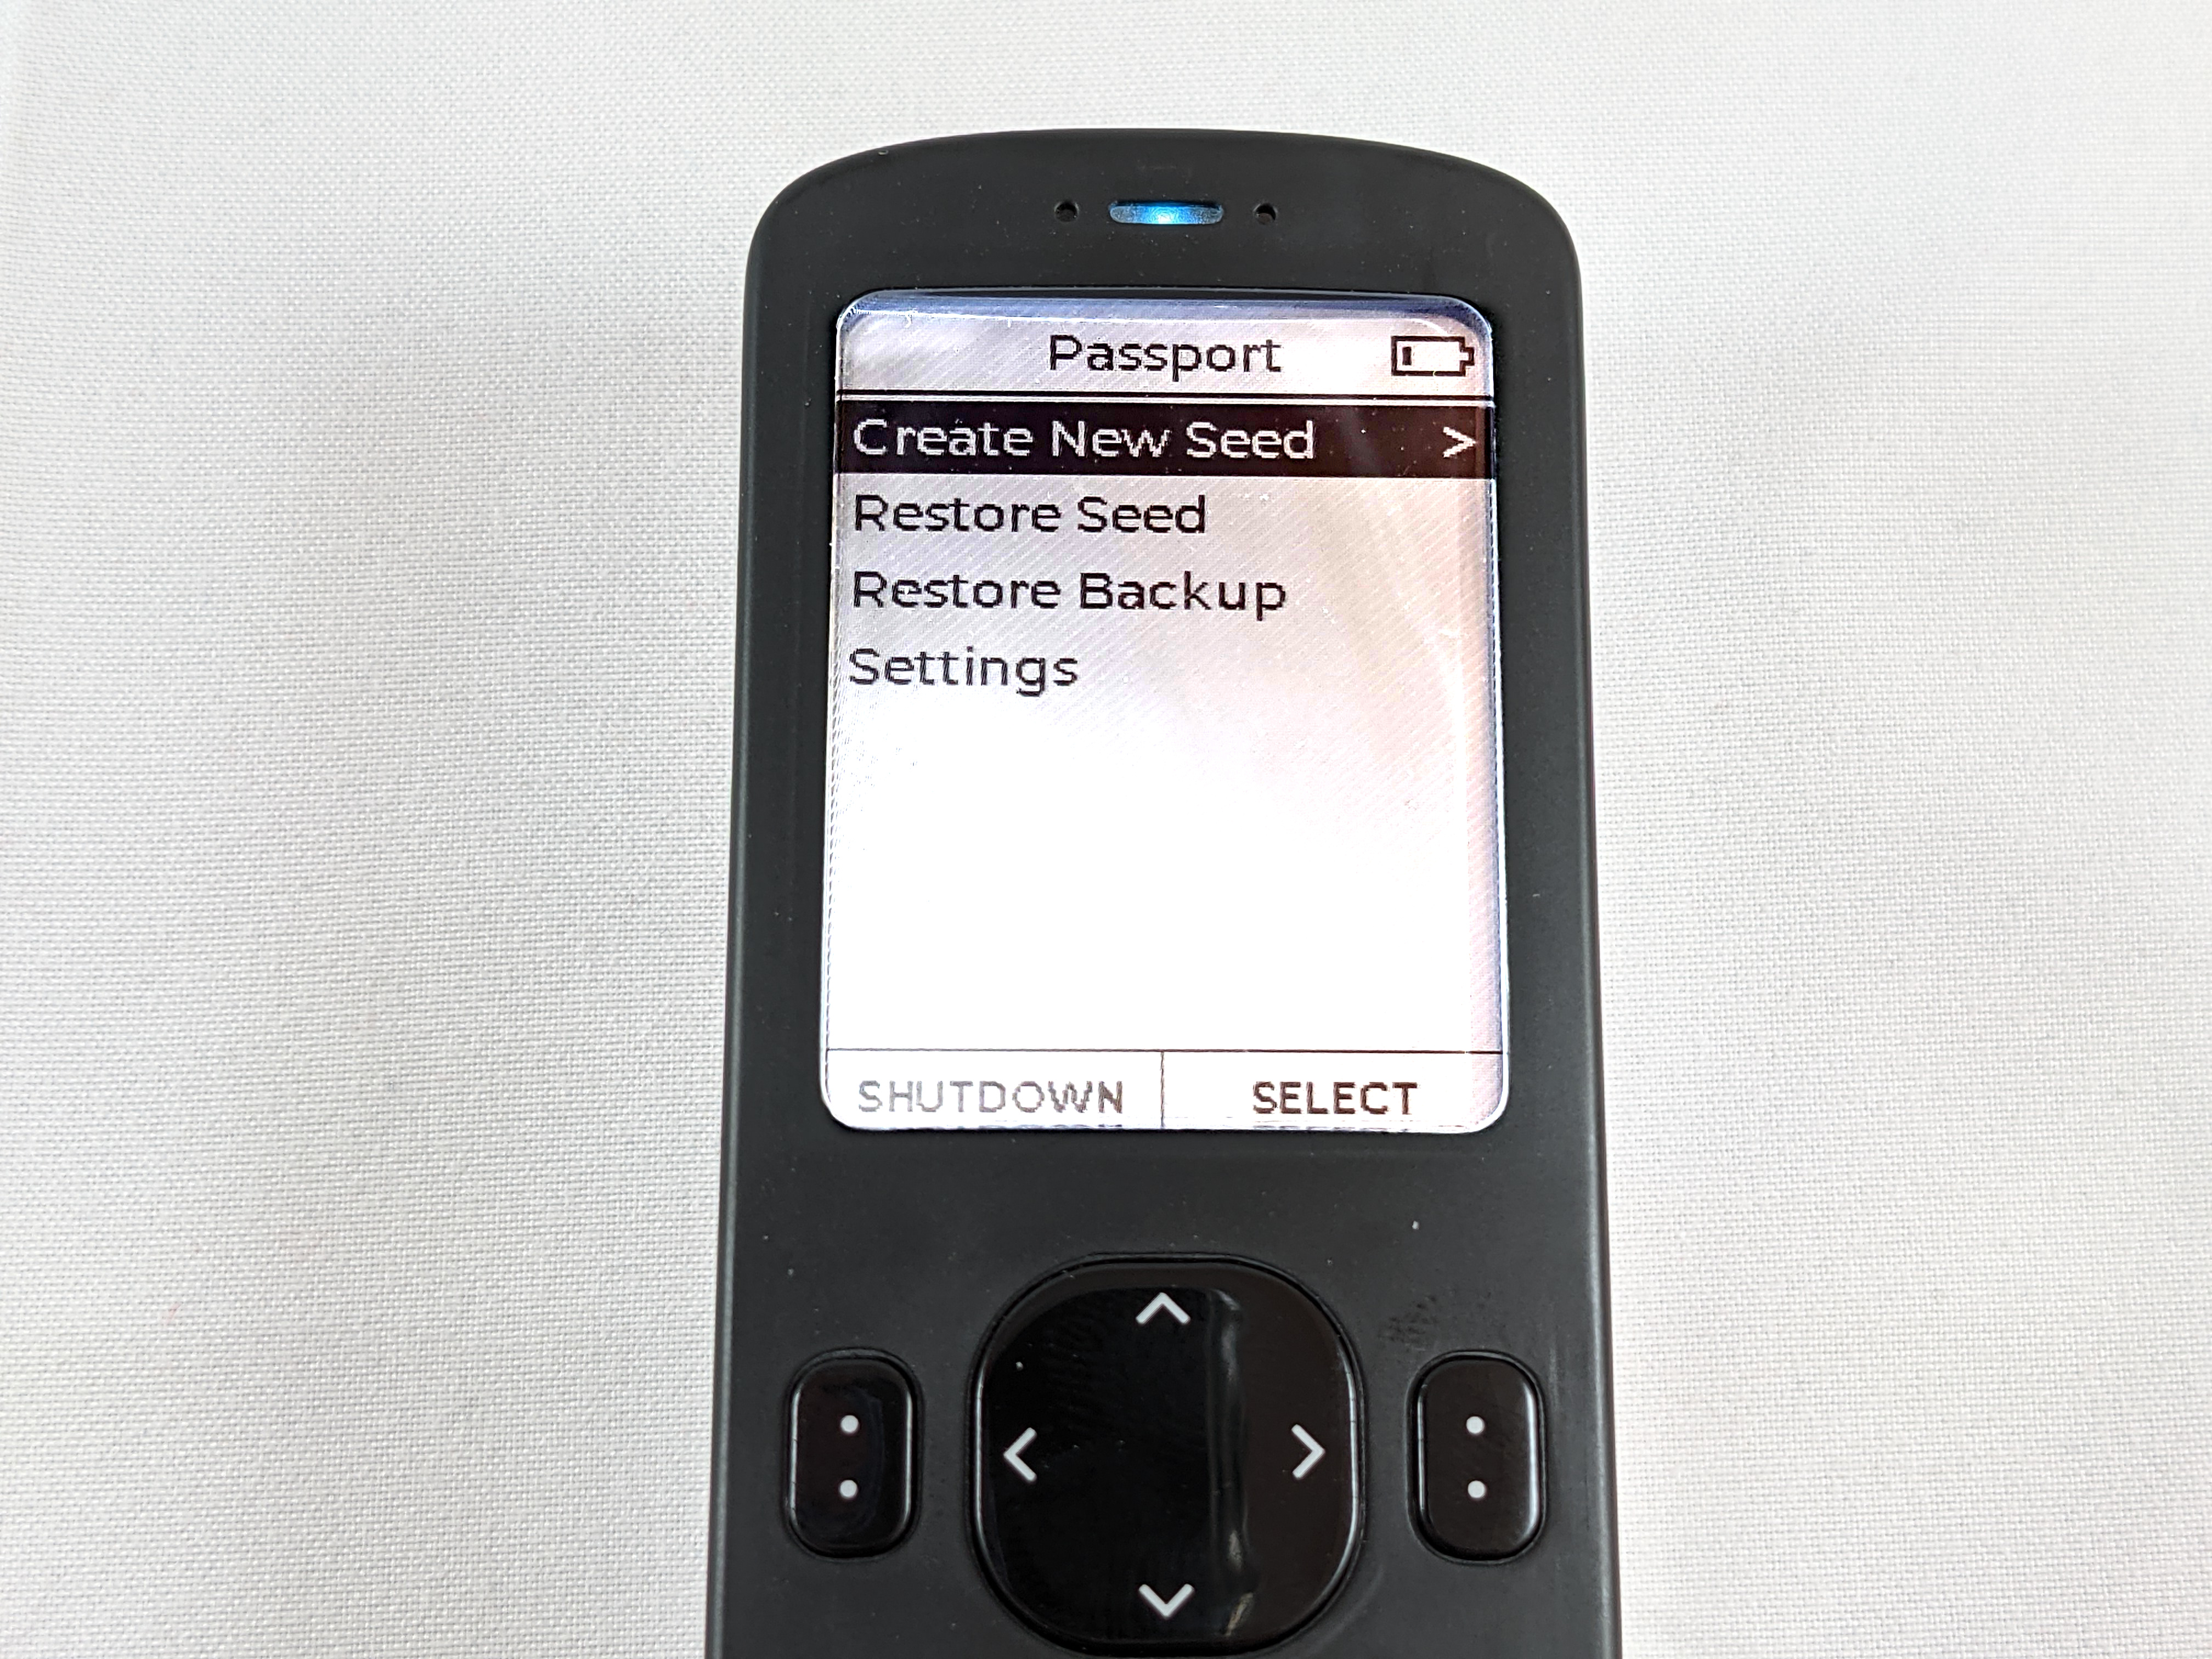 Passport
Create New Seed >
Restore Seed
Restore Backup
Settings
SHUTDOWN SELECT